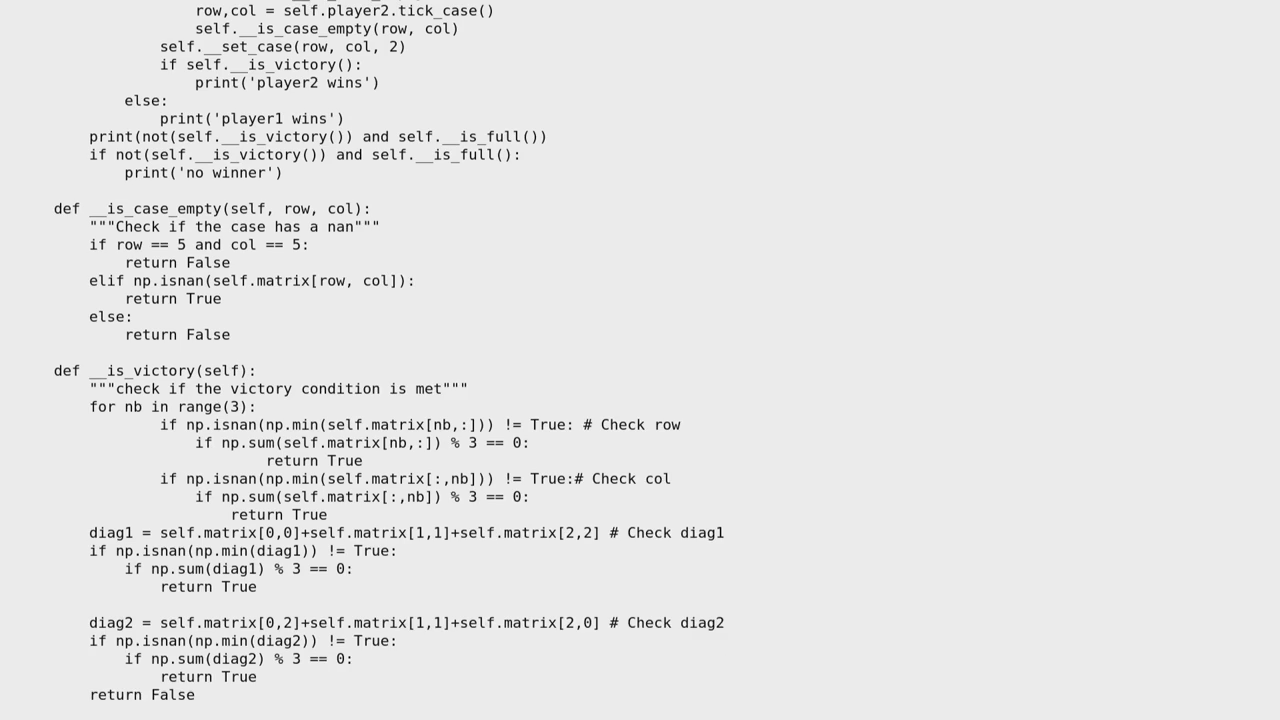 row,col = self.player2.tick_case()
self.__is_case_empty(row, col)
self.__set_case(row, col, 2)
if self.__is_victory():
print('player2 wins')
else:
print('player1 wins')
print(not(self.__is_victory()) and self.__is_full())
if not(self.__is_victory()) and self.__is_full():
print('no winner')
def __is_case_empty(self, row, col):
"""Check if the case has a nan"""
if row == 5 and col == 5:
return False
elif np.isnan(self.matrix[row, col]):
return True
else:
return False
def __is_victory(self):
"""check if the victory condition is met"""
for nb in range(3):
if np.isnan(np.min(self.matrix[nb,:])) != True: # Check row
if np.sum(self.matrix[nb,:]) % 3 == 0:
return True
if np.isnan(np.min(self.matrix[:,nb])) != True:# Check col
if np.sum(self.matrix[:,nb]) % 3 == 0:
return True
diag1 = self.matrix[0,0]+self.matrix[1,1]+self.matrix[2,2] # Check diag1
if np.isnan(np.min(diag1)) != True:
if np.sum(diag1) % 3 == 0:
return True
diag2 = self.matrix[0,2]+self.matrix[1,1]+self.matrix[2,0] # Check diag2
if np.isnan(np.min(diag2)) != True:
if np.sum(diag2) % 3 == 0:
return True
return False